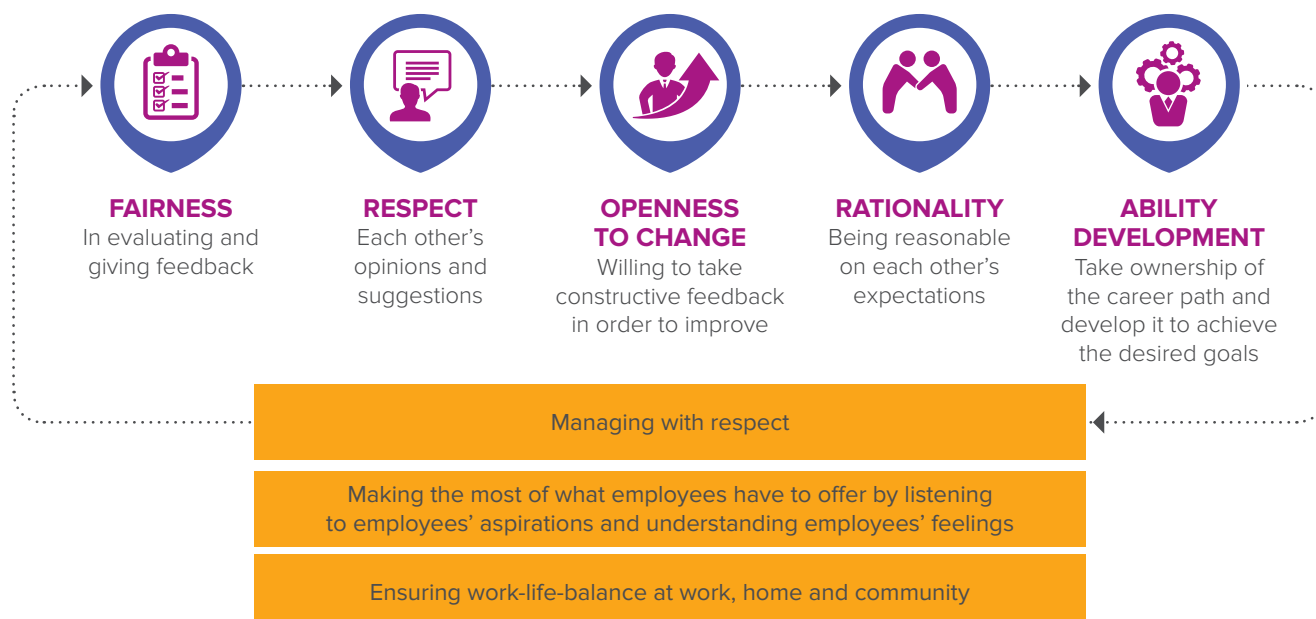 FAIRNESS
In evaluating and
giving feedback
RESPECT
Each other’s
opinions and
suggestions
OPENNESS
TO CHANGE
Willing to take
constructive feedback
in order to improve
RATIONALITY
Being reasonable
on each other’s
expectations
ABILITY
DEVELOPMENT
Take ownership of
the career path and
develop it to achieve
the desired goals
Managing with respect
Making the most of what employees have to offer by listening
to employees’ aspirations and understanding employees’ feelings
Ensuring work-life-balance at work, home and community